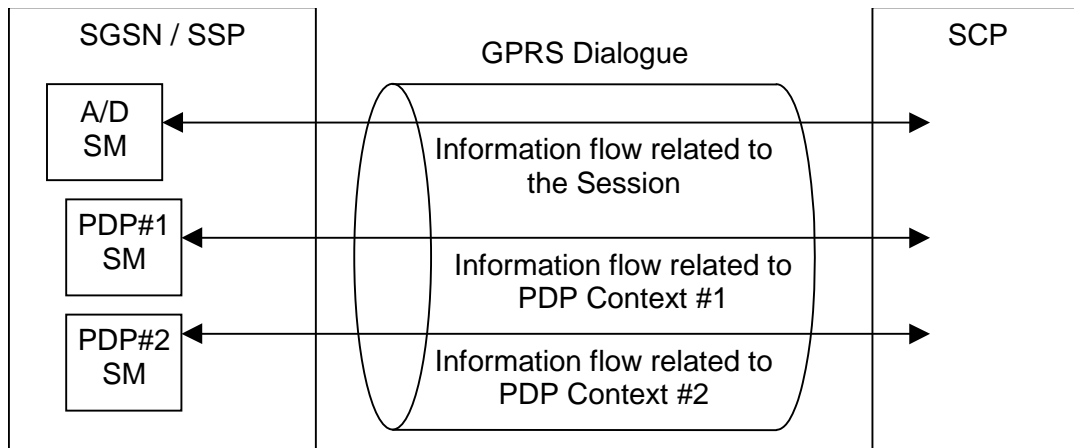 SGSN / SSP
GPRS Dialogue
SCP
A/D
SM
Information flow related to
the Session
PDP#1
SM
Information flow related to
PDP Context #1
PDP#2
SM
Information flow related to
PDP Context #2